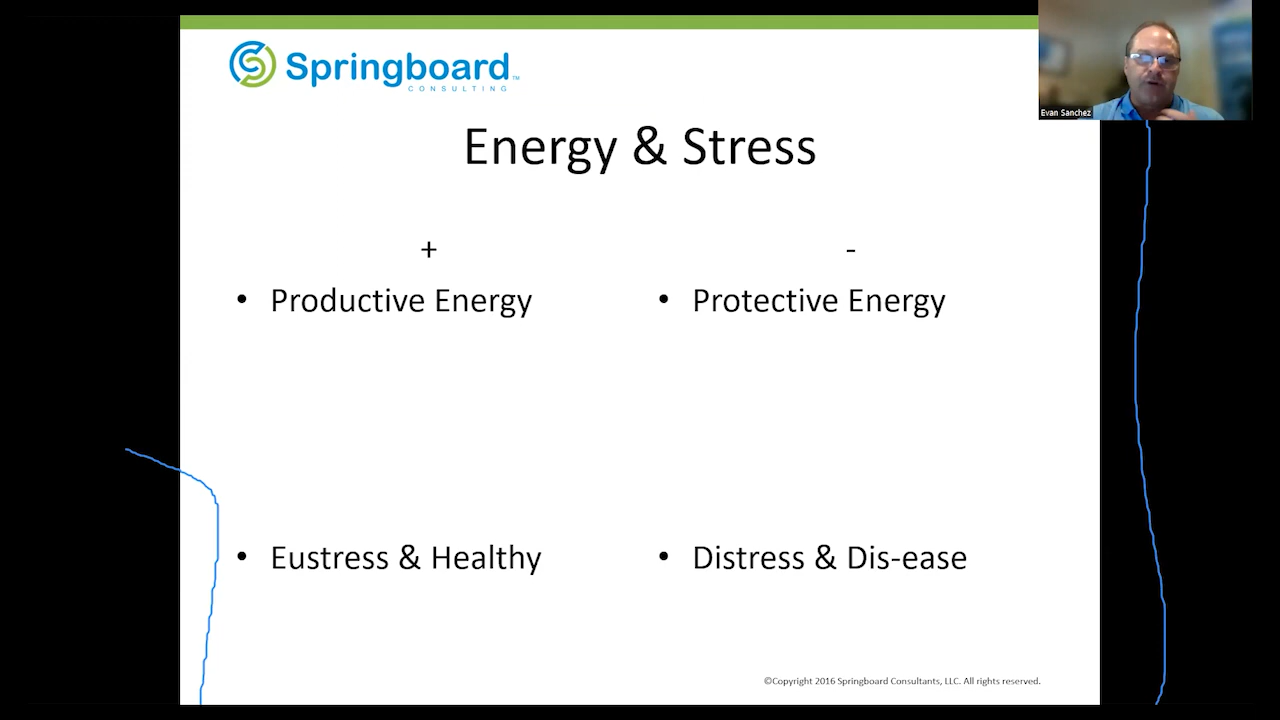 Springboard™
CONSULTING
Evan Sanchez
Energy & Stress
+
-
• Productive Energy
• Protective Energy
• Eustress & Healthy
• Distress & Dis-ease
©Copyright 2016 Springboard Consultants, LLC. All rights reserved.